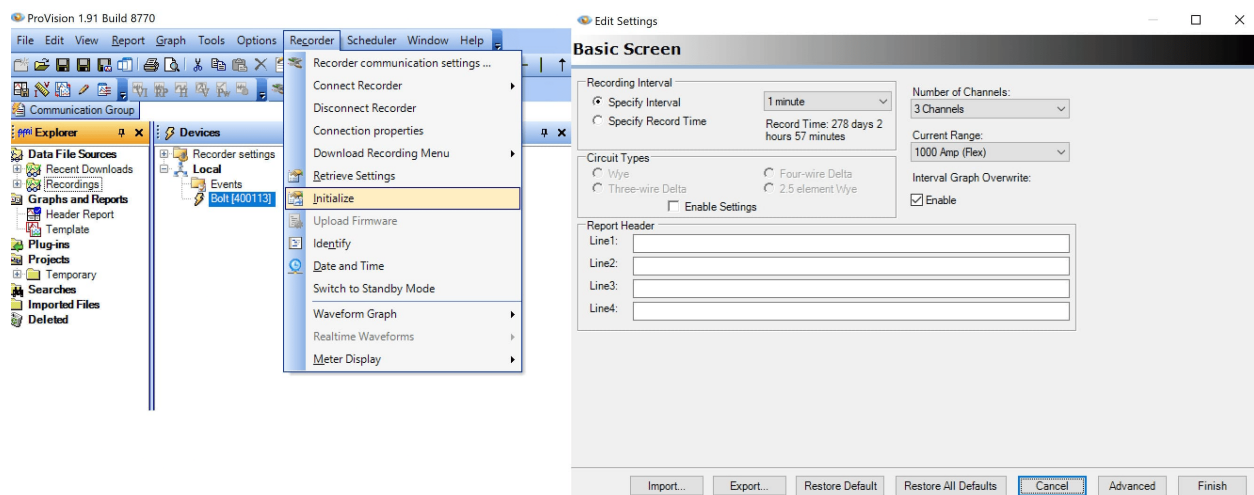 ProVision 1.91 Build 8770
File Edit View Report Graph Tools Options Recorder Scheduler Window Help
Communication Group
Explorer
Data File Sources
Recent Downloads
Recordings
Graphs and Reports
Header Report
Template
Plug-ins
Projects
Temporary
Searches
Imported Files
Deleted
Devices
Recorder settings
Local
Events
Bolt [400113]
Recorder communication settings ...
Connect Recorder
Disconnect Recorder
Connection properties
Download Recording Menu
Retrieve Settings
Initialize
Upload Firmware
Identify
Date and Time
Switch to Standby Mode
Waveform Graph
Realtime Waveforms
Meter Display
Edit Settings
Basic Screen
Recording Interval
Specify Interval
1 minute
Specify Record Time
Record Time: 278 days 2
hours 57 minutes
Number of Channels:
3 Channels
Current Range:
1000 Amp (Flex)
Interval Graph Overwrite:
Enable
Circuit Types
Wye
Four-wire Delta
Three-wire Delta
2.5 element Wye
Enable Settings
Report Header
Line1:
Line2:
Line3:
Line4:
Import...
Export...
Restore Default
Restore All Defaults
Cancel
Advanced
Finish